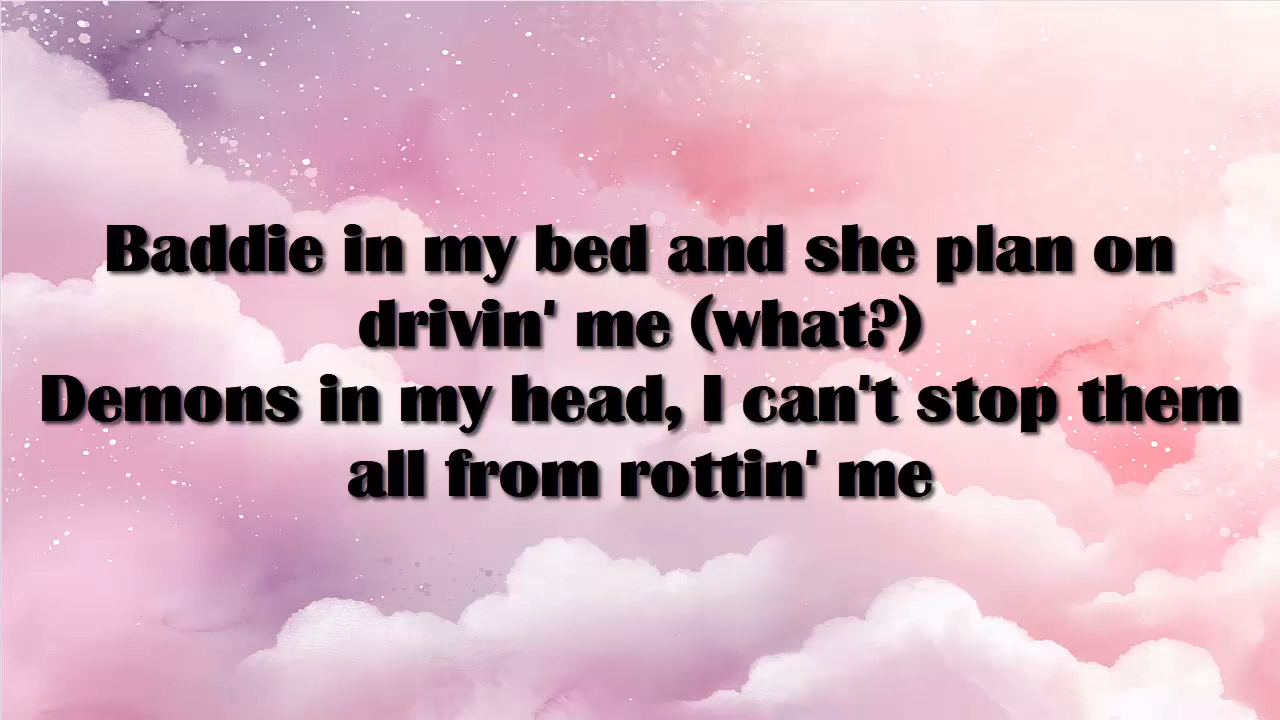 Baddie in my bed and she plan on
drivin' me (what?)
Demons in my head, I can't stop them
all from rottin' me